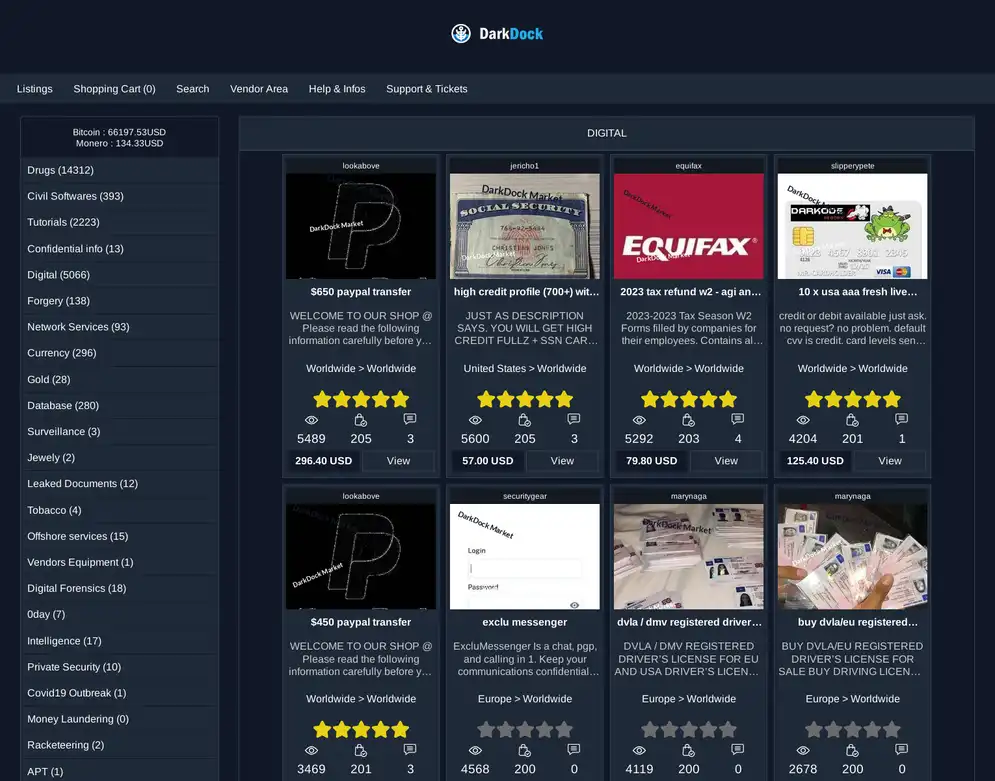 DarkDock
Listings
Shopping Cart (0)
Search
Vendor Area
Help & Infos
Support & Tickets
Bitcoin : 66197.53USD
Monero : 134.33USD
Drugs (14312)
Civil Softwares (393)
Tutorials (2223)
Confidential info (13)
Digital (5066)
Forgery (138)
Network Services (93)
Currency (296)
Gold (28)
Database (280)
Surveillance (3)
Jewely (2)
Leaked Documents (12)
Tobacco (4)
Offshore services (15)
Vendors Equipment (1)
Digital Forensics (18)
0day (7)
Intelligence (17)
Private Security (10)
Covid19 Outbreak (1)
Money Laundering (0)
Racketeering (2)
APT (1)
DIGITAL
lookabove
DarkDock Market
$650 paypal transfer
WELCOME TO OUR SHOP @
Please read the following
information carefully before y…
Worldwide > Worldwide
5489 205 3
296.40 USD View
jericho1
DarkDock Market
SOCIAL SECURITY
DarkDock Market
high credit profile (700+) wit…
JUST AS DESCRIPTION
SAYS. YOU WILL GET HIGH
CREDIT FULLZ + SSN CAR…
United States > Worldwide
5600 205 3
57.00 USD View
equifax
DarkDock Market
EQUIFAX®
DarkDock Market
2023 tax refund w2 - agi an…
2023-2023 Tax Season W2
Forms filled by companies for
their employees. Contains al…
Worldwide > Worldwide
5292 203 4
79.80 USD View
slipperypete
DarkDock Market
DARKODE
VISA
10 x usa aaa fresh live…
credit or debit available just ask.
no request? no problem. default
cvv is credit. card levels sen…
Worldwide > Worldwide
4204 201 1
125.40 USD View
lookabove
DarkDock Market
$450 paypal transfer
WELCOME TO OUR SHOP @
Please read the following
information carefully before y…
Worldwide > Worldwide
3469 201 3
securitygear
DarkDock Market
Login
Password
exclu messenger
ExcluMessenger Is a chat, pgp,
and calling in 1. Keep your
communications confidential…
Europe > Worldwide
4568 200 0
marynaga
DarkDock Market
dvla / dmv registered driver…
DVLA / DMV REGISTERED
DRIVER'S LICENSE FOR EU
AND USA DRIVER'S LICEN…
Europe > Worldwide
4119 200 0
marynaga
DarkDock Market
buy dvla/eu registered…
BUY DVLA/EU REGISTERED
DRIVER'S LICENSE FOR
SALE BUY DRIVING LICEN…
Europe > Worldwide
2678 200 0